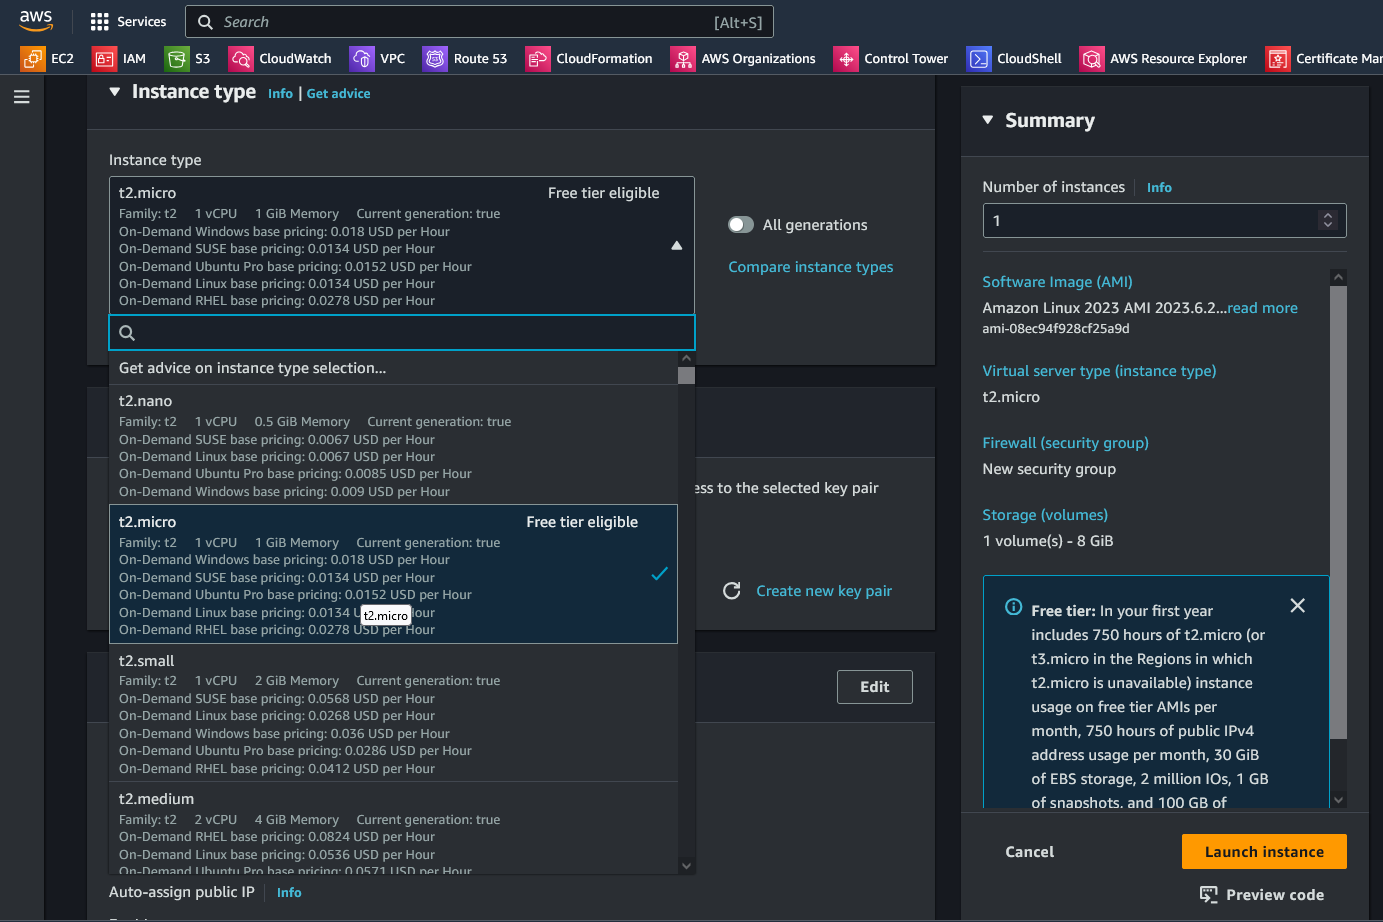 aws
Services
Search
[Alt+S]
EC2
IAM
S3
CloudWatch
VPC
Route 53
CloudFormation
AWS Organizations
Control Tower
CloudShell
AWS Resource Explorer
Certificate Mar
Instance type Info | Get advice
Instance type
t2.micro Free tier eligible
Family: t2 1 vCPU 1 GiB Memory Current generation: true
On-Demand Windows base pricing: 0.018 USD per Hour
On-Demand SUSE base pricing: 0.0134 USD per Hour
On-Demand Ubuntu Pro base pricing: 0.0152 USD per Hour
On-Demand Linux base pricing: 0.0134 USD per Hour
On-Demand RHEL base pricing: 0.0278 USD per Hour
All generations
Compare instance types
Get advice on instance type selection...
t2.nano
Family: t2 1 vCPU 0.5 GiB Memory Current generation: true
On-Demand SUSE base pricing: 0.0067 USD per Hour
On-Demand Linux base pricing: 0.0067 USD per Hour
On-Demand Ubuntu Pro base pricing: 0.0085 USD per Hour
On-Demand Windows base pricing: 0.009 USD per Hour
t2.micro Free tier eligible
Family: t2 1 vCPU 1 GiB Memory Current generation: true
On-Demand Windows base pricing: 0.018 USD per Hour
On-Demand SUSE base pricing: 0.0134 USD per Hour
On-Demand Ubuntu Pro base pricing: 0.0152 USD per Hour
On-Demand Linux base pricing: 0.0134 U
our
t2.micro
On-Demand RHEL base pricing: 0.0278 USD per Hour
t2.small
Family: t2 1 vCPU 2 GiB Memory Current generation: true
On-Demand SUSE base pricing: 0.0568 USD per Hour
On-Demand Linux base pricing: 0.0268 USD per Hour
On-Demand Windows base pricing: 0.036 USD per Hour
On-Demand Ubuntu Pro base pricing: 0.0286 USD per Hour
On-Demand RHEL base pricing: 0.0412 USD per Hour
t2.medium
Family: t2 2 vCPU 4 GiB Memory Current generation: true
On-Demand RHEL base pricing: 0.0824 USD per Hour
On-Demand Linux base pricing: 0.0536 USD per Hour
On-Demand Ubuntu Pro base pricing: 0.0571 USD per Hour
ess to the selected key pair
Create new key pair
Edit
Auto-assign public IP Info
Summary
Number of instances Info
1
Software Image (AMI)
Amazon Linux 2023 AMI 2023.6.2...read more
ami-08ec94f928cf25a9d
Virtual server type (instance type)
t2.micro
Firewall (security group)
New security group
Storage (volumes)
1 volume(s) - 8 GiB
Free tier: In your first year
includes 750 hours of t2.micro (or
t3.micro in the Regions in which
t2.micro is unavailable) instance
usage on free tier AMIs per
month, 750 hours of public IPv4
address usage per month, 30 GiB
of EBS storage, 2 million IOs, 1 GB
of snapshots, and 100 GB of
Cancel
Launch instance
Preview code